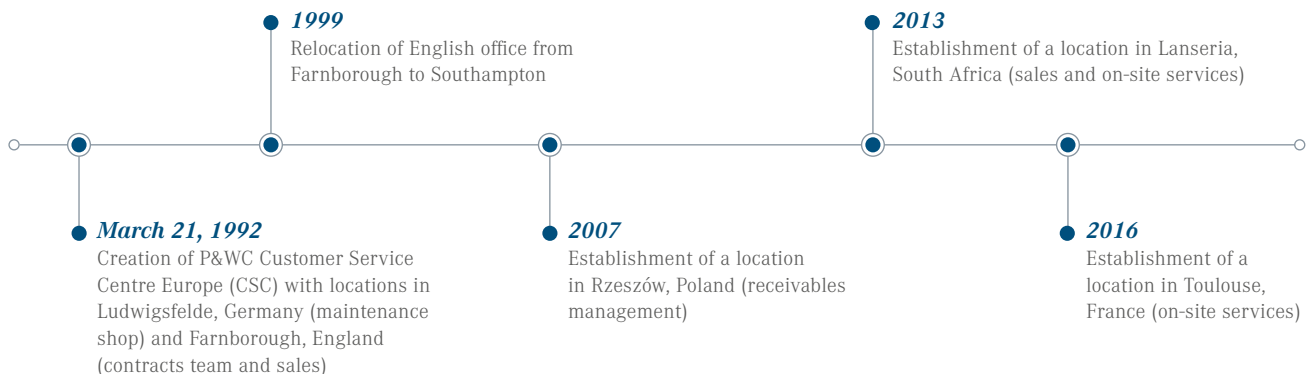 1999
Relocation of English office from
Farnborough to Southampton
2013
Establishment of a location in Lanseria,
South Africa (sales and on-site services)
March 21, 1992
Creation of P&WC Customer Service
Centre Europe (CSC) with locations in
Ludwigsfelde, Germany (maintenance
shop) and Farnborough, England
(contracts team and sales)
2007
Establishment of a location
in Rzeszów, Poland (receivables
management)
2016
Establishment of a
location in Toulouse,
France (on-site services)